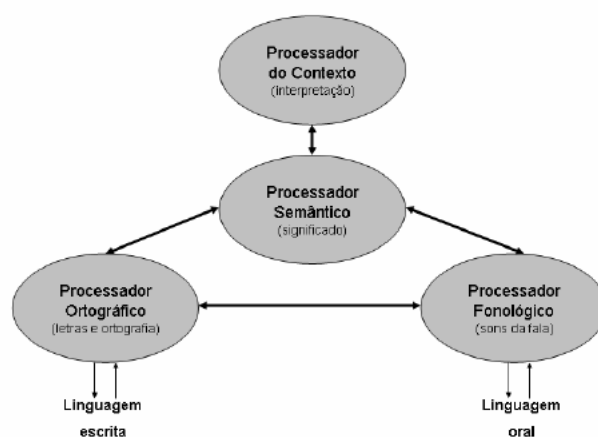 Processador
do Contexto
(interpretação)
Processador
Semântico
(significado)
Processador
Ortográfico
(letras e ortografia)
Processador
Fonológico
(sons da fala)
Linguagem
escrita
Linguagem
oral